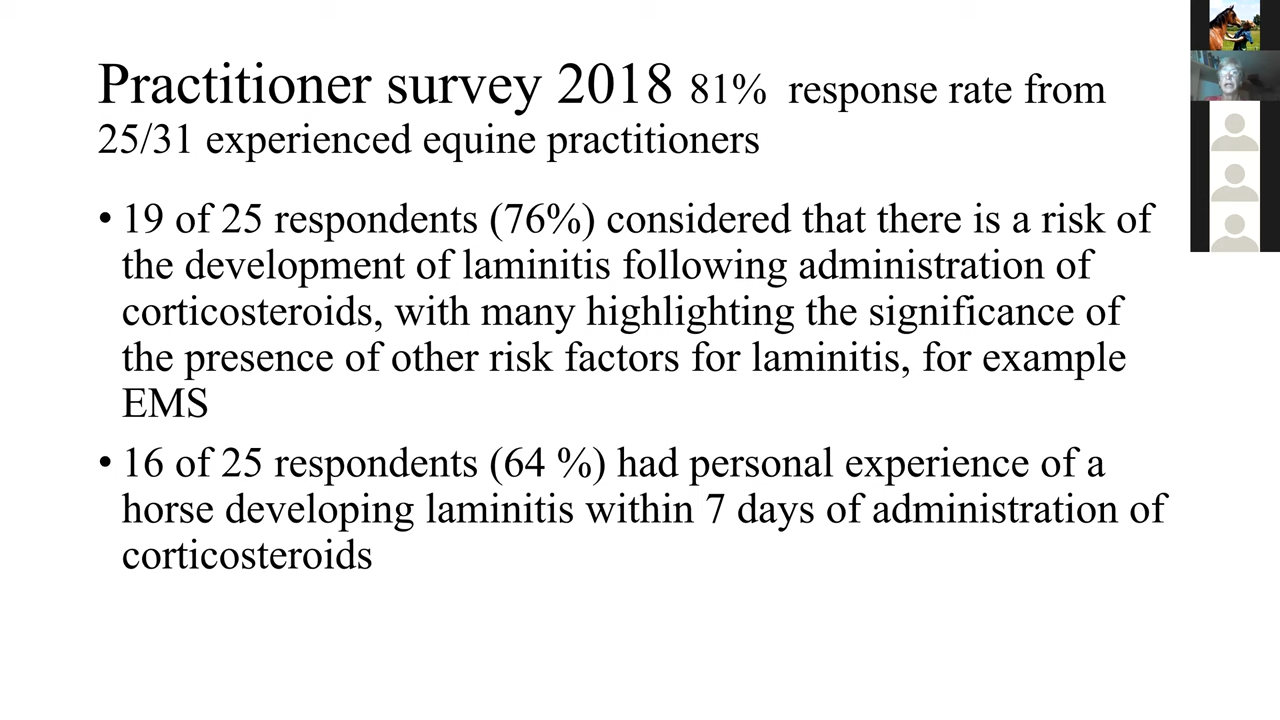 Practitioner survey 2018 81% response rate from
25/31 experienced equine practitioners
• 19 of 25 respondents (76%) considered that there is a risk of
the development of laminitis following administration of
corticosteroids, with many highlighting the significance of
the presence of other risk factors for laminitis, for example
EMS
• 16 of 25 respondents (64 %) had personal experience of a
horse developing laminitis within 7 days of administration of
corticosteroids